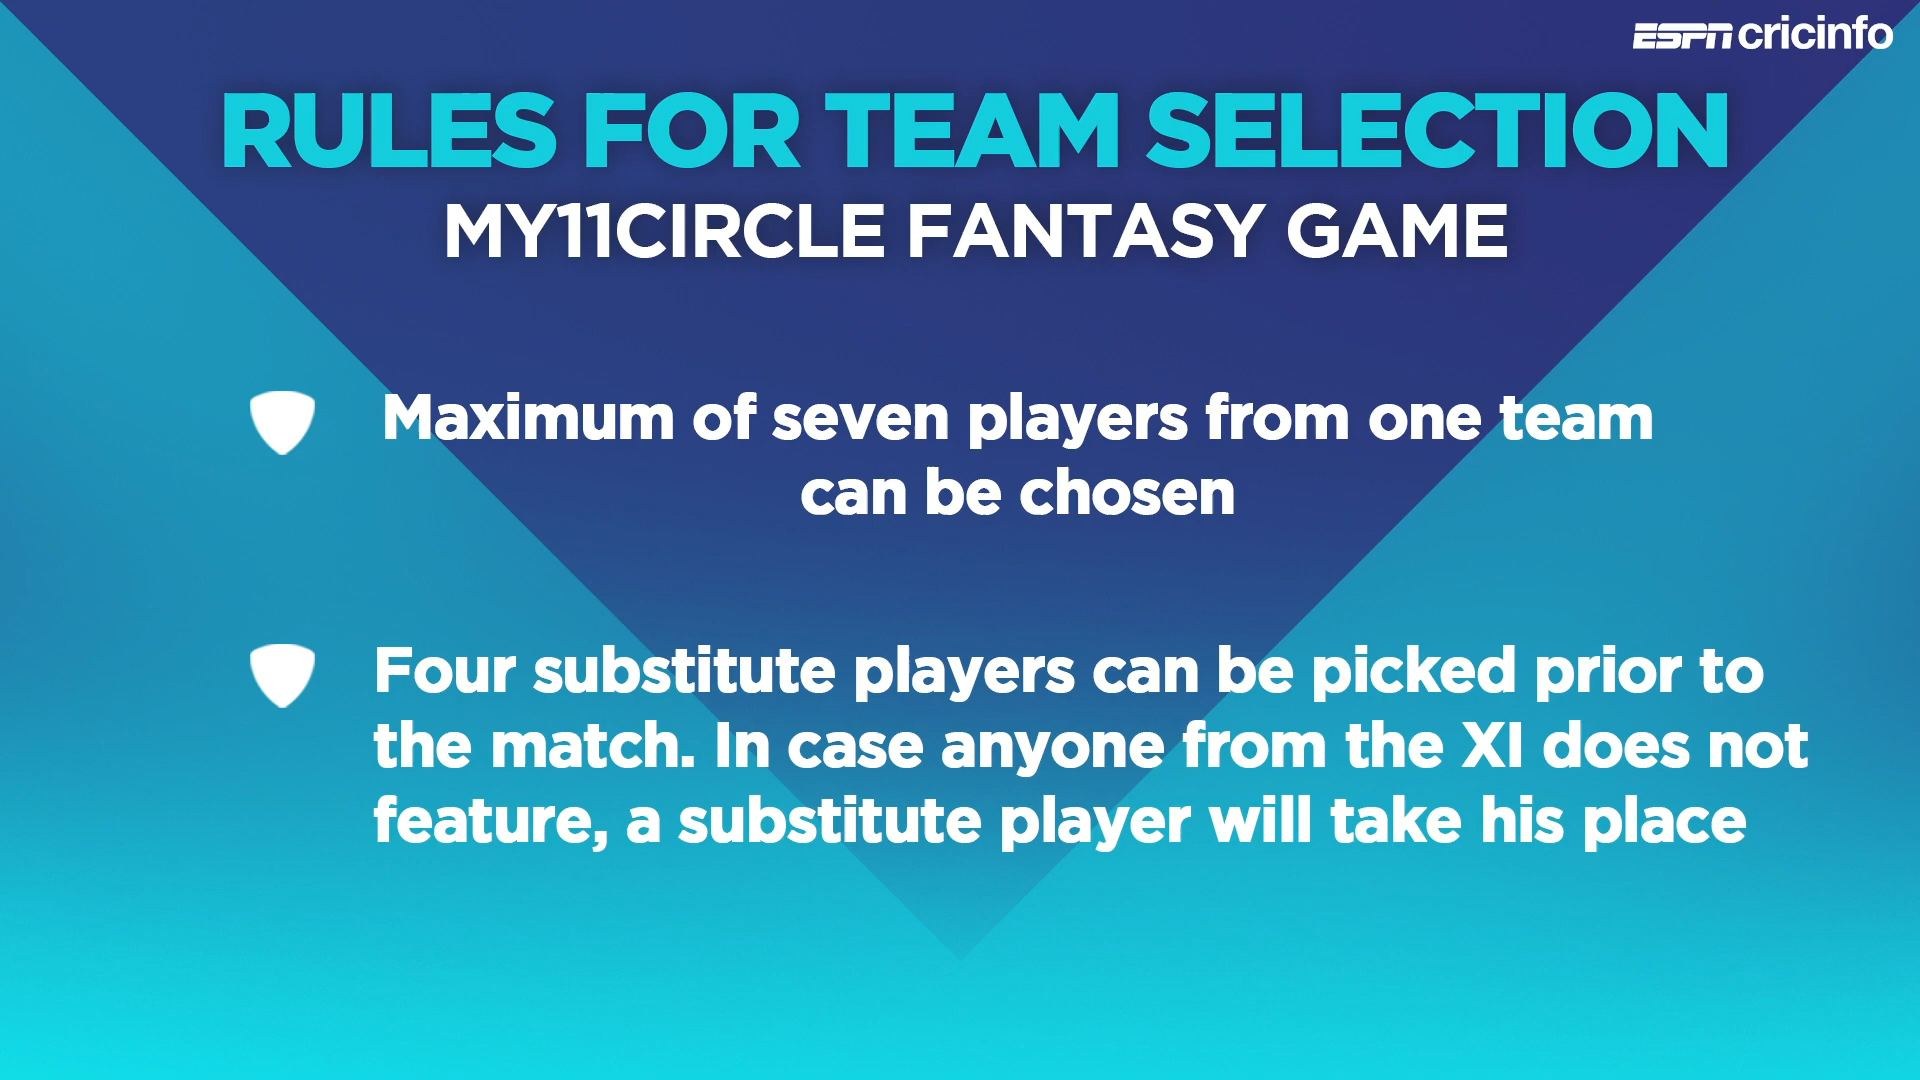 ESPN cricinfo
RULES FOR TEAM SELECTION
MY11CIRCLE FANTASY GAME
Maximum of seven players from one team
can be chosen
Four substitute players can be picked prior to
the match. In case anyone from the XI does not
feature, a substitute player will take his place